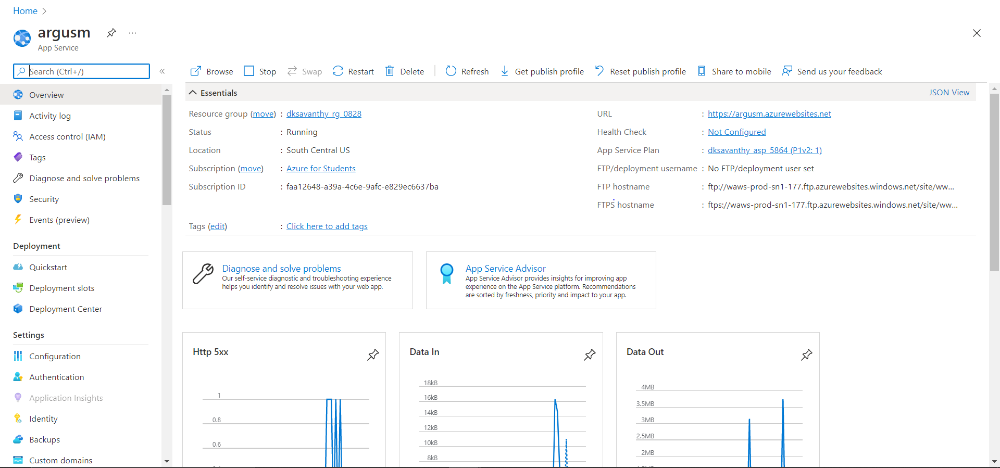 Home
argusm
App Service
Search (Ctrl+/)
Browse Stop Swap Restart Delete Refresh Get publish profile Reset publish profile Share to mobile Send us your feedback
Overview
Activity log
Access control (IAM)
Tags
Diagnose and solve problems
Security
Events (preview)
Deployment
Quickstart
Deployment slots
Deployment Center
Settings
Configuration
Authentication
Application Insights
Identity
Backups
Custom domains
Essentials
JSON View
Resource group (move) : dksavanthy_rg_0828
Status : Running
Location : South Central US
Subscription (move) : Azure for Students
Subscription ID : faa12648-a39a-4c6e-9afc-e829ec6637ba
URL : https://argusm.azurewebsites.net
Health Check : Not Configured
App Service Plan : dksavanthy_asp_5864 (P1v2: 1)
FTP/deployment username : No FTP/deployment user set
FTP hostname : ftp://waws-prod-sn1-177.ftp.azurewebsites.windows.net/site/ww...
FTPS hostname : ftps://waws-prod-sn1-177.ftp.azurewebsites.windows.net/site/ww...
Tags (edit) : Click here to add tags
Diagnose and solve problems
Our self-service diagnostic and troubleshooting experience
helps you identify and resolve issues with your web app.
App Service Advisor
App Service Advisor provides insights for improving app
experience on the App Service platform. Recommendations
are sorted by freshness, priority and impact to your app.
Http 5xx
1
0.8
0.6
Data In
18kB
16kB
14kB
12kB
10kB
8kB
Data Out
4MB
3.5MB
3MB
2.5MB
2MB